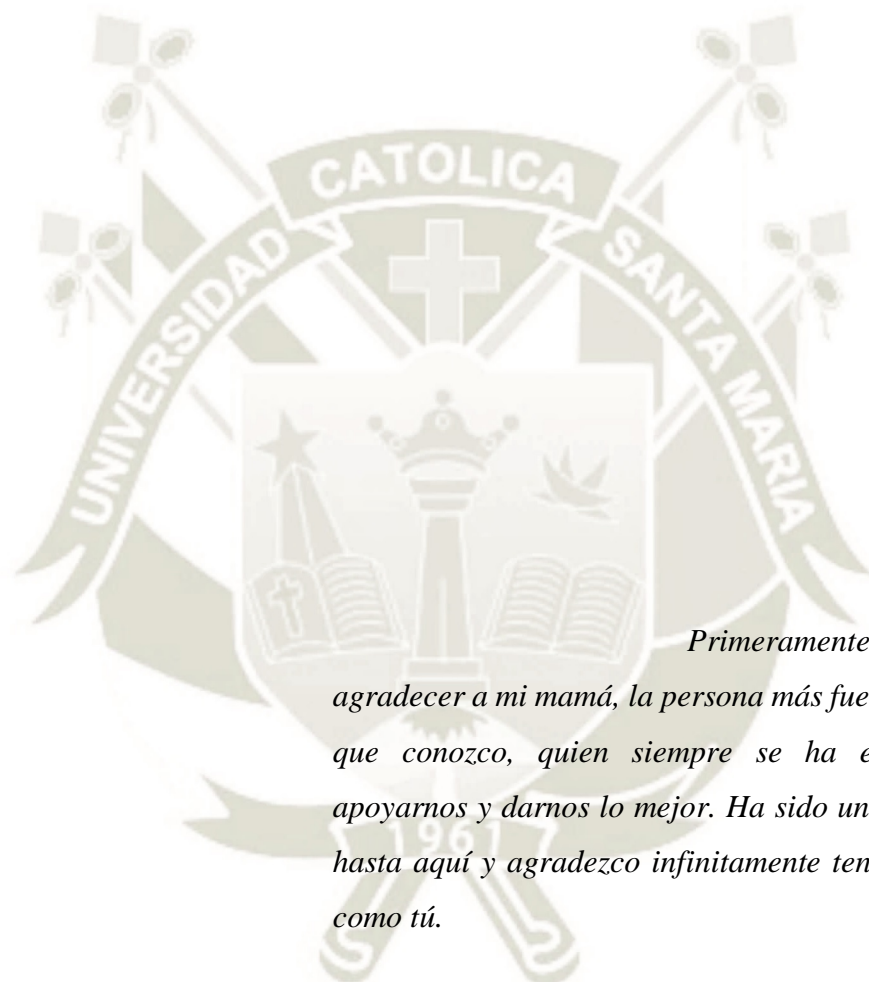 CATOLICA
UNIVERSIDAD
SANTA MARIA
Primeramente
agradecer a mi mamá, la persona más fue
que conozco, quien siempre se ha e
apoyarnos y darnos lo mejor. Ha sido un
hasta aquí y agradezco infinitamente ten
como tú.
1961